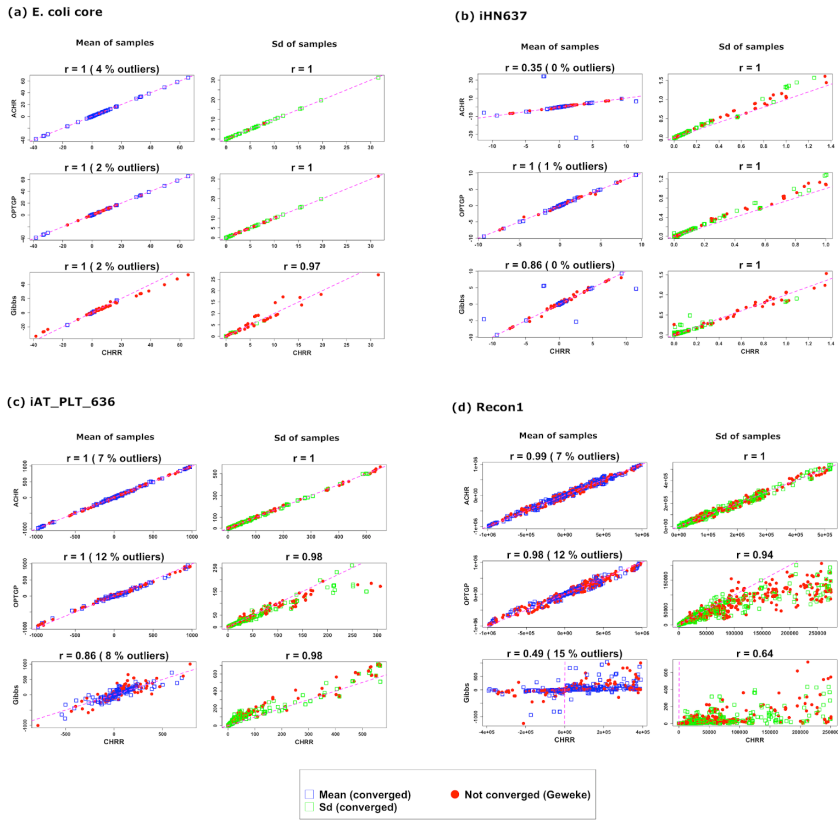 (a) E. coli core
Mean of samples
Sd of samples
r = 1 ( 4 % outliers)
r = 1
ACHR
r = 1 ( 2 % outliers)
r = 1
OPTGP
r = 1 ( 2 % outliers)
r = 0.97
Gibbs
CHRR
CHRR
(b) iHN637
Mean of samples
Sd of samples
r = 0.35 ( 0 % outliers)
r = 1
ACHR
r = 1 ( 1 % outliers)
r = 1
OPTGP
r = 0.86 ( 0 % outliers)
r = 1
Gibbs
CHRR
CHRR
(c) iAT_PLT_636
Mean of samples
Sd of samples
r = 1 ( 7 % outliers)
r = 1
ACHR
r = 1 (12 % outliers)
r = 0.98
OPTGP
r = 0.86 ( 8 % outliers)
r = 0.98
Gibbs
CHRR
CHRR
(d) Recon1
Mean of samples
Sd of samples
r = 0.99 ( 7 % outliers)
r = 1
ACHR
r = 0.98 ( 12 % outliers)
r = 0.94
OPTGP
r = 0.49 ( 15 % outliers)
r = 0.64
Gibbs
CHRR
CHRR
Mean (converged)
Not converged (Geweke)
Sd (converged)